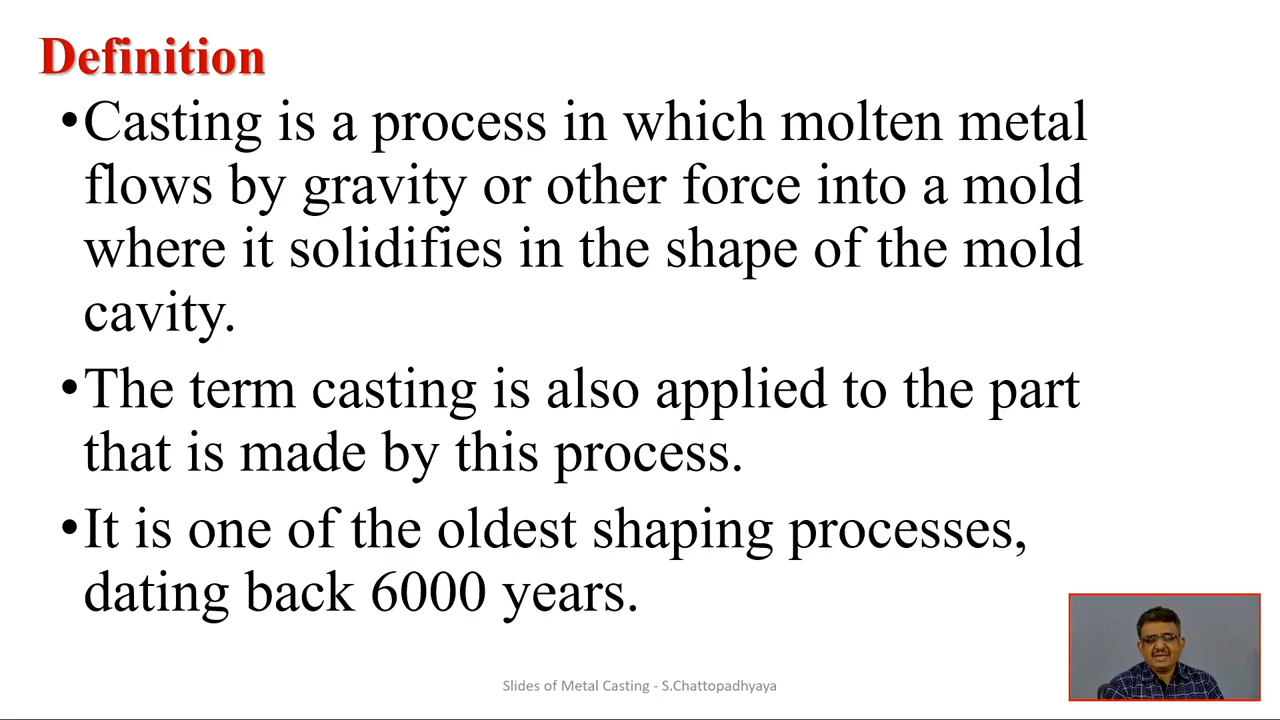 Definition
•Casting is a process in which molten metal
flows by gravity or other force into a mold
where it solidifies in the shape of the mold
cavity.
•The term casting is also applied to the part
that is made by this process.
•It is one of the oldest shaping processes,
dating back 6000 years.
Slides of Metal Casting - S.Chattopadhyaya